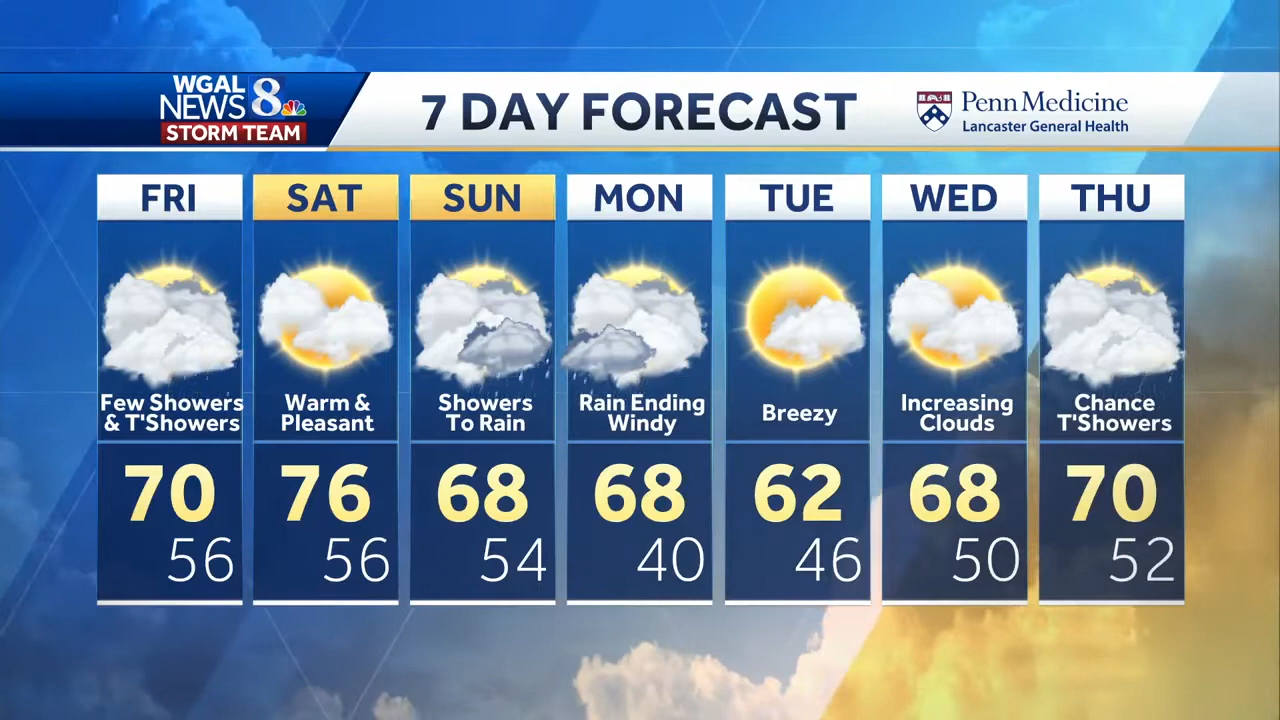 WGAL
NEWS 8
STORM TEAM
7 DAY FORECAST
Penn Medicine
Lancaster General Health
FRI
Few Showers
& T'Showers
70
56
SAT
Warm &
Pleasant
76
56
SUN
Showers
To Rain
68
54
MON
Rain Ending
Windy
68
40
TUE
Breezy
62
46
WED
Increasing
Clouds
68
50
THU
Chance
T'Showers
70
52